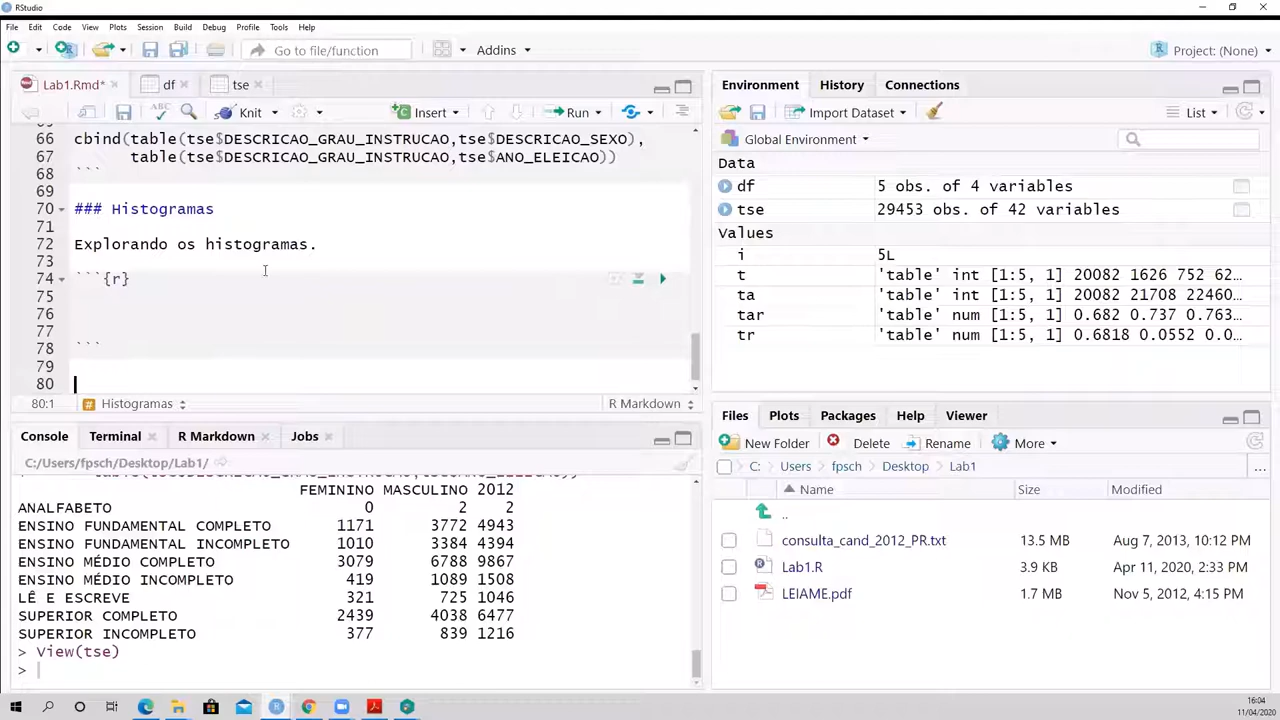 RStudio
File Edit Code View Plots Session Build Debug Profile Tools Help
Go to file/function Addins Project: (None)
Lab1.Rmd* df tse
ABC Knit Insert Run
66 cbind(table(tse$DESCRICAO_GRAU_INSTRUCAO,tse$DESCRICAO_SEXO),
67 table(tse$DESCRICAO_GRAU_INSTRUCAO,tse$ANO_ELEICAO))
68 ```
69
70 ### Histogramas
71
72 Explorando os histogramas.
73
74 ```{r}
75
76
77
78 ```
79
80
80:1 # Histogramas R Markdown
Console Terminal R Markdown Jobs
C:/Users/fpsch/Desktop/Lab1/
FEMININO MASCULINO 2012
ANALFABETO 0 2 2
ENSINO FUNDAMENTAL COMPLETO 1171 3772 4943
ENSINO FUNDAMENTAL INCOMPLETO 1010 3384 4394
ENSINO MÉDIO COMPLETO 3079 6788 9867
ENSINO MÉDIO INCOMPLETO 419 1089 1508
LÊ E ESCREVE 321 725 1046
SUPERIOR COMPLETO 2439 4038 6477
SUPERIOR INCOMPLETO 377 839 1216
> View(tse)
>
Environment History Connections
Import Dataset List
Global Environment
Data
df 5 obs. of 4 variables
tse 29453 obs. of 42 variables
Values
i 5L
t 'table' int [1:5, 1] 20082 1626 752 62…
ta 'table' int [1:5, 1] 20082 21708 22460…
tar 'table' num [1:5, 1] 0.682 0.737 0.763…
tr 'table' num [1:5, 1] 0.6818 0.0552 0.0…
Files Plots Packages Help Viewer
New Folder Delete Rename More
C: Users fpsch Desktop Lab1 ...
Name Size Modified
..
consulta_cand_2012_PR.txt 13.5 MB Aug 7, 2013, 10:12 PM
Lab1.R 3.9 KB Apr 11, 2020, 2:33 PM
LEIAME.pdf 1.7 MB Nov 5, 2012, 4:15 PM
16:04
11/04/2020